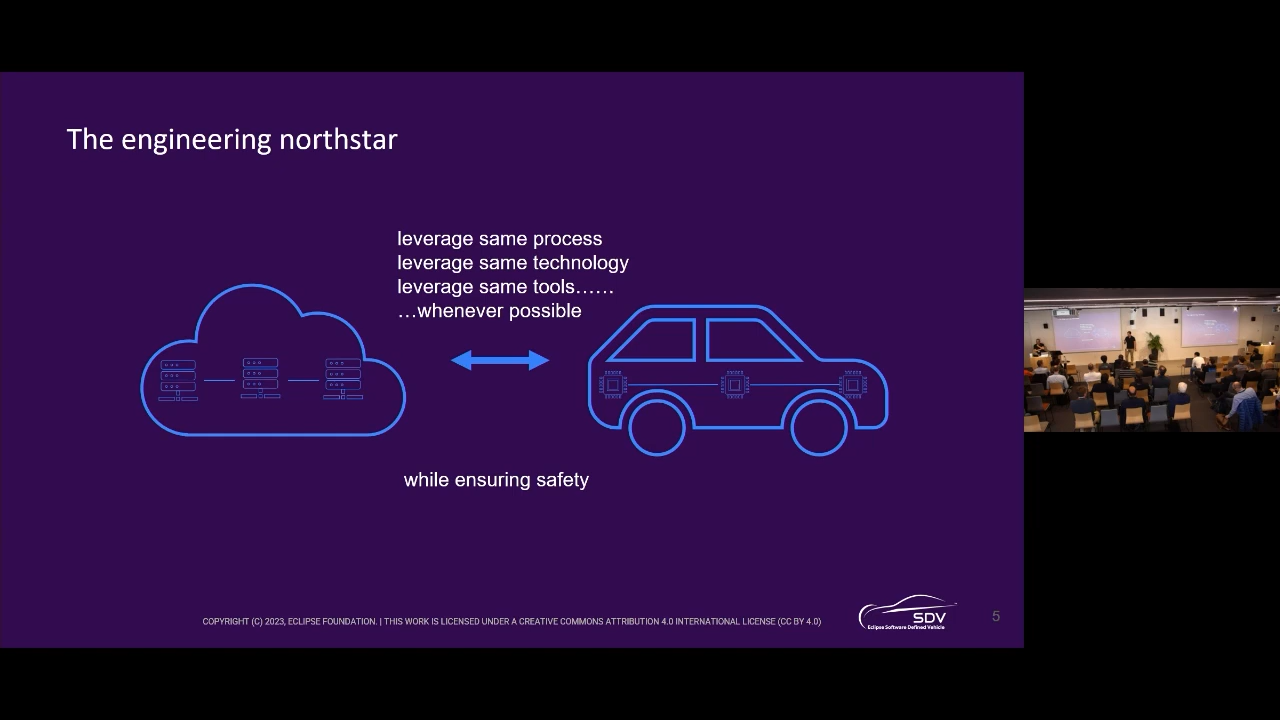 The engineering northstar
leverage same process
leverage same technology
leverage same tools......
...whenever possible
while ensuring safety
COPYRIGHT (C) 2023, ECLIPSE FOUNDATION. | THIS WORK IS LICENSED UNDER A CREATIVE COMMONS ATTRIBUTION 4.0 INTERNATIONAL LICENSE (CC BY 4.0)
SDV
Eclipse Software Defined Vehicle
5